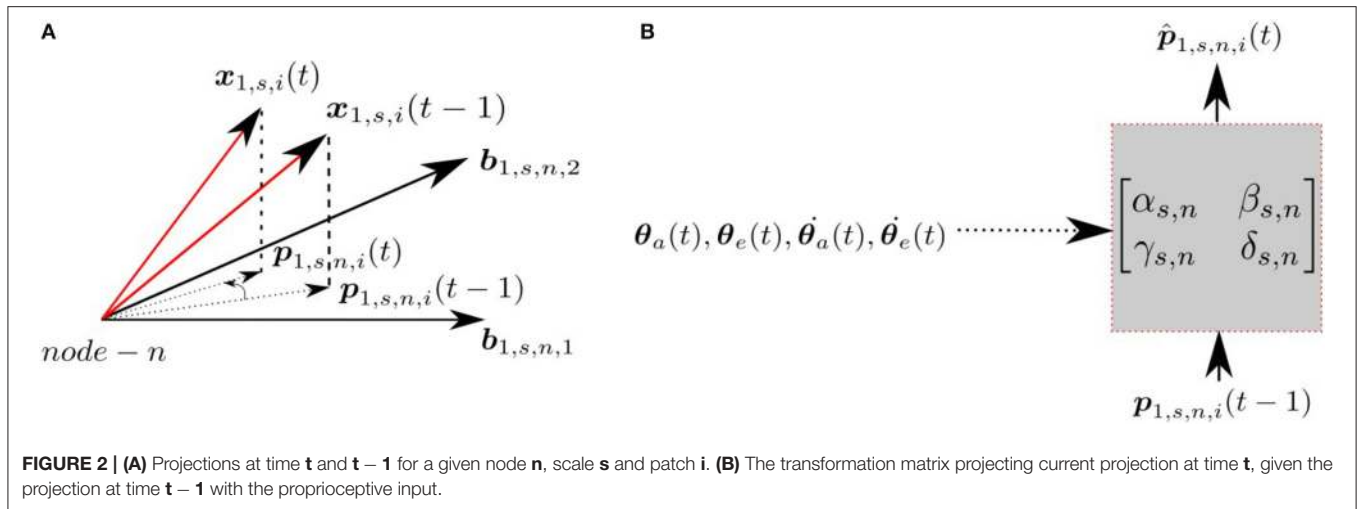 A
x₁,ₛ,ᵢ(t)
x₁,ₛ,ᵢ(t − 1)
b₁,ₛ,ₙ,₂
p₁,ₛ,ₙ,ᵢ(t)
p₁,ₛ,ₙ,ᵢ(t − 1)
b₁,ₛ,ₙ,₁
node − n
B
p̂₁,ₛ,ₙ,ᵢ(t)
αₛ,ₙ βₛ,ₙ
θₐ(t), θₑ(t), θ̇ₐ(t), θ̇ₑ(t)
γₛ,ₙ δₛ,ₙ
p₁,ₛ,ₙ,ᵢ(t − 1)
FIGURE 2 | (A) Projections at time t and t − 1 for a given node n, scale s and patch i. (B) The transformation matrix projecting current projection at time t, given the
projection at time t − 1 with the proprioceptive input.